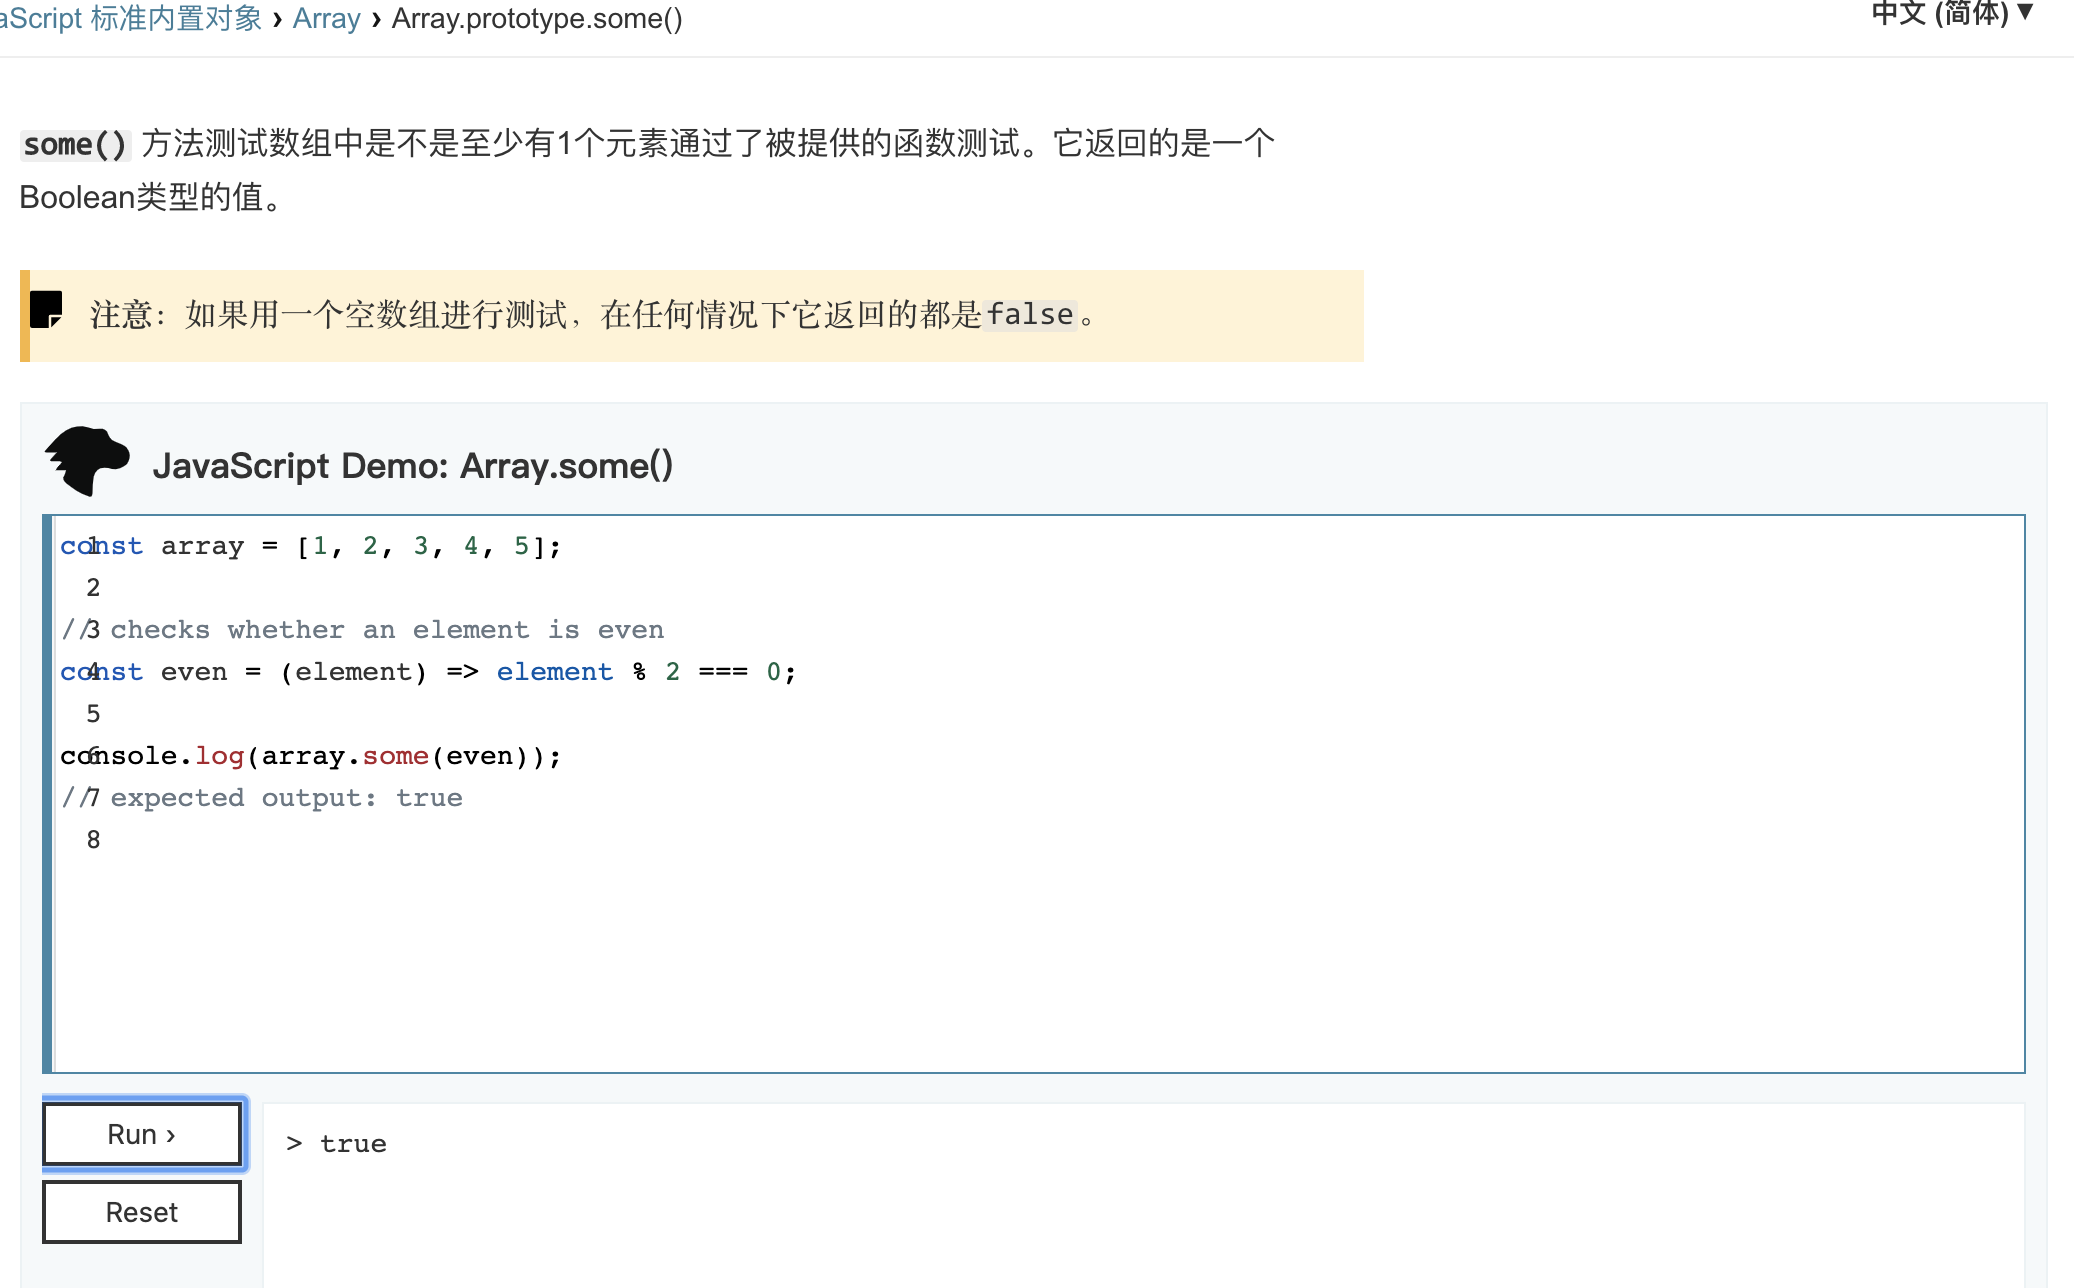 aScript 标准内置对象 › Array › Array.prototype.some()
中文 (简体) ▼
some() 方法测试数组中是不是至少有1个元素通过了被提供的函数测试。它返回的是一个
Boolean类型的值。
注意：如果用一个空数组进行测试，在任何情况下它返回的都是false。
JavaScript Demo: Array.some()
1 const array = [1, 2, 3, 4, 5];
2
3 // checks whether an element is even
4 const even = (element) => element % 2 === 0;
5
6 console.log(array.some(even));
7 // expected output: true
8
Run ›
> true
Reset